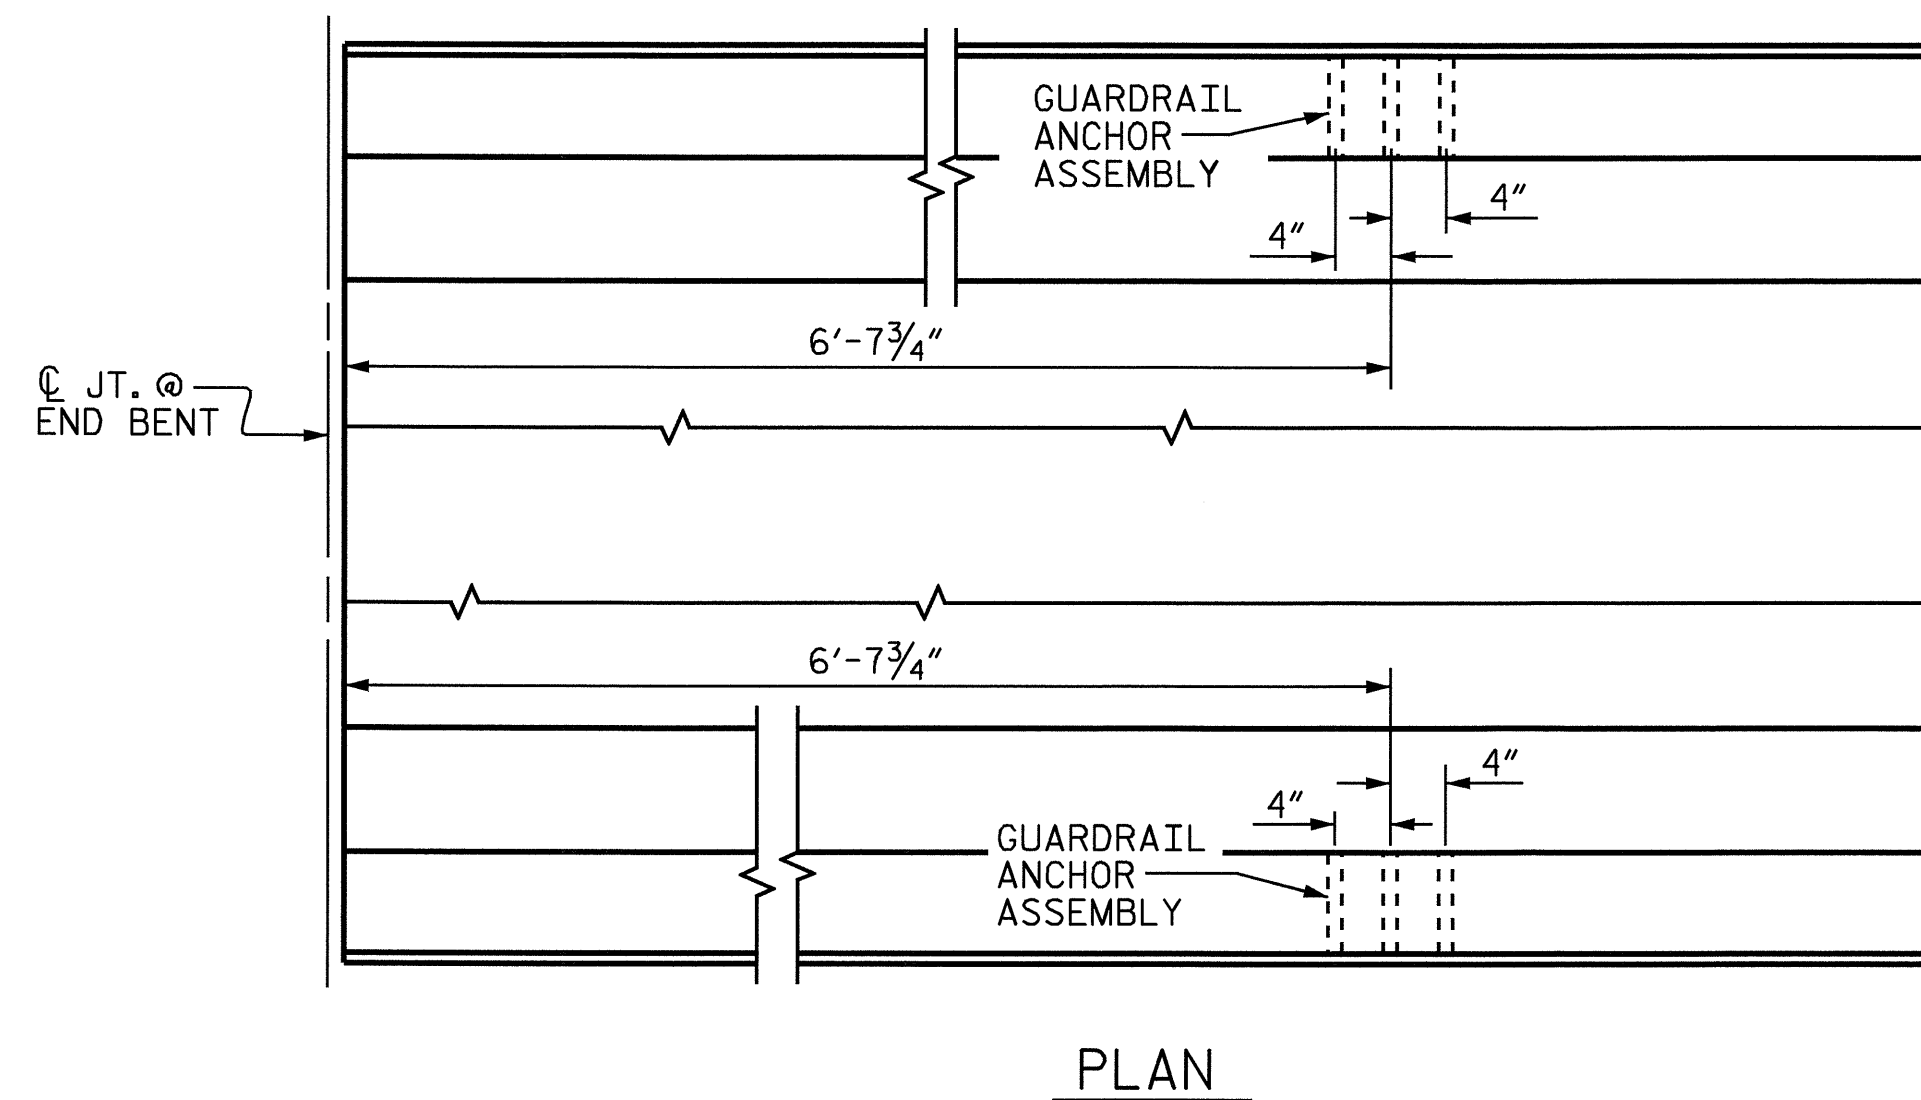 GUARDRAIL
ANCHOR
ASSEMBLY
4"
4"
6'-7¾"
℄ JT. @
END BENT
6'-7¾"
4"
4"
GUARDRAIL
ANCHOR
ASSEMBLY
PLAN